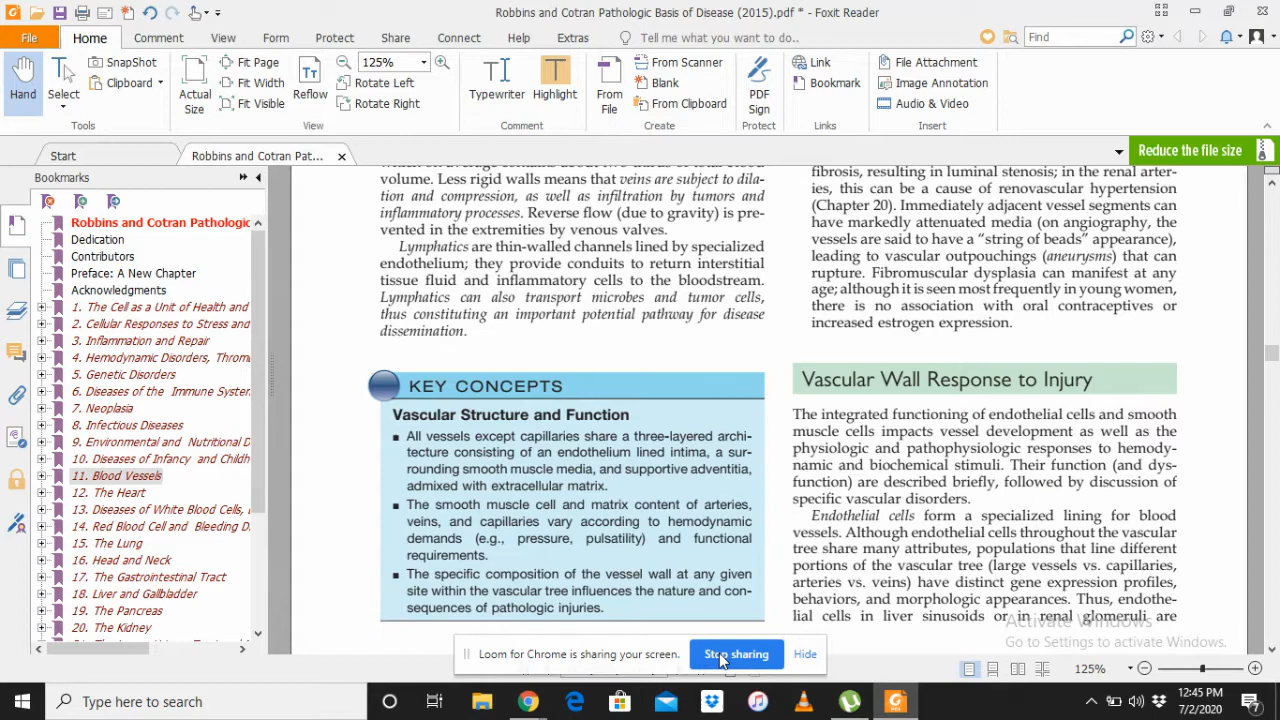 Robbins and Cotran Pathologic Basis of Disease (2015).pdf * - Foxit Reader
File Home Comment View Form Protect Share Connect Help Extras Tell me what you want to do.. Find
Hand
Select
SnapShot
Clipboard
Tools
Actual Size
Fit Page
Fit Width
Fit Visible
Reflow
125%
Rotate Left
Rotate Right
View
Typewriter
Highlight
Comment
From File
From Scanner
Blank
From Clipboard
Create
PDF Sign
Protect
Link
Bookmark
Links
File Attachment
Image Annotation
Audio & Video
Insert
Start
Robbins and Cotran Pat...
Reduce the file size
Bookmarks
Robbins and Cotran Pathologic
Dedication
Contributors
Preface: A New Chapter
Acknowledgments
1. The Cell as a Unit of Health and
2. Cellular Responses to Stress and
3. Inflammation and Repair
4. Hemodynamic Disorders, Thromb
5. Genetic Disorders
6. Diseases of the Immune System
7. Neoplasia
8. Infectious Diseases
9. Environmental and Nutritional D
10. Diseases of Infancy and Childh
11. Blood Vessels
12. The Heart
13. Diseases of White Blood Cells,
14. Red Blood Cell and Bleeding D
15. The Lung
16. Head and Neck
17. The Gastrointestinal Tract
18. Liver and Gallbladder
19. The Pancreas
20. The Kidney
volume. Less rigid walls means that veins are subject to dila-
tion and compression, as well as infiltration by tumors and
inflammatory processes. Reverse flow (due to gravity) is pre-
vented in the extremities by venous valves.
Lymphatics are thin-walled channels lined by specialized
endothelium; they provide conduits to return interstitial
tissue fluid and inflammatory cells to the bloodstream.
Lymphatics can also transport microbes and tumor cells,
thus constituting an important potential pathway for disease
dissemination.
KEY CONCEPTS
Vascular Structure and Function
■ All vessels except capillaries share a three-layered archi-
tecture consisting of an endothelium lined intima, a sur-
rounding smooth muscle media, and supportive adventitia,
admixed with extracellular matrix.
■ The smooth muscle cell and matrix content of arteries,
veins, and capillaries vary according to hemodynamic
demands (e.g., pressure, pulsatility) and functional
requirements.
■ The specific composition of the vessel wall at any given
site within the vascular tree influences the nature and con-
sequences of pathologic injuries.
fibrosis, resulting in luminal stenosis; in the renal arter-
ies, this can be a cause of renovascular hypertension
(Chapter 20). Immediately adjacent vessel segments can
have markedly attenuated media (on angiography, the
vessels are said to have a “string of beads” appearance),
leading to vascular outpouchings (aneurysms) that can
rupture. Fibromuscular dysplasia can manifest at any
age; although it is seen most frequently in young women,
there is no association with oral contraceptives or
increased estrogen expression.
Vascular Wall Response to Injury
The integrated functioning of endothelial cells and smooth
muscle cells impacts vessel development as well as the
physiologic and pathophysiologic responses to hemody-
namic and biochemical stimuli. Their function (and dys-
function) are described briefly, followed by discussion of
specific vascular disorders.
Endothelial cells form a specialized lining for blood
vessels. Although endothelial cells throughout the vascular
tree share many attributes, populations that line different
portions of the vascular tree (large vessels vs. capillaries,
arteries vs. veins) have distinct gene expression profiles,
behaviors, and morphologic appearances. Thus, endothe-
lial cells in liver sinusoids or in renal glomeruli are
Activate Windows
Go to Settings to activate Windows.
Loom for Chrome is sharing your screen. Stop sharing Hide
125%
Type here to search
12:45 PM
7/2/2020
7